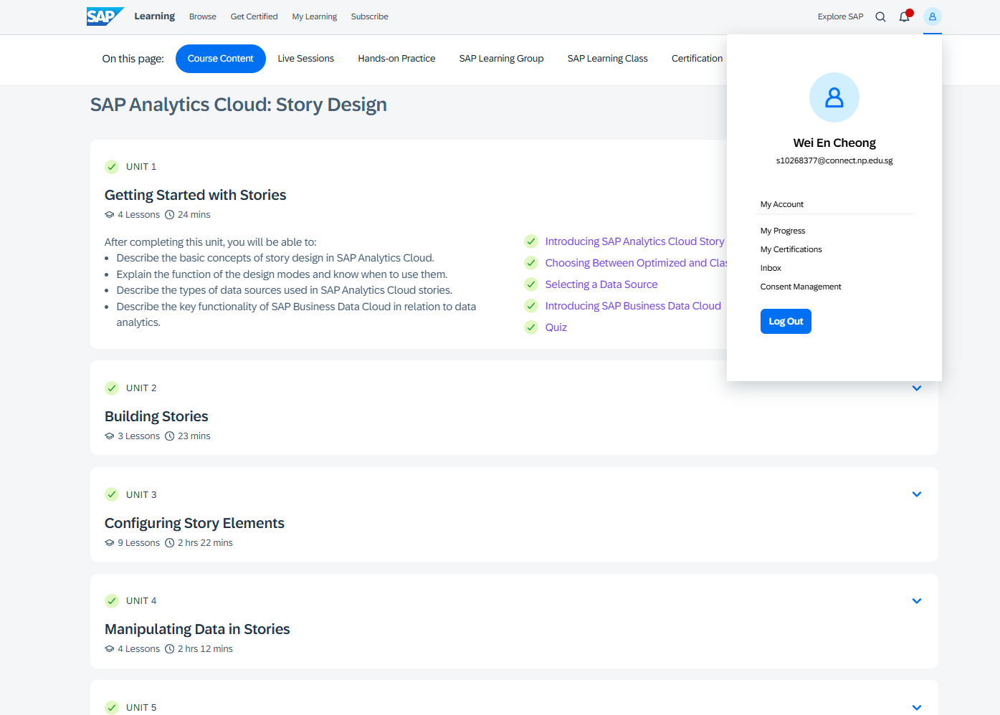 SAP Learning Browse Get Certified My Learning Subscribe Explore SAP
On this page: Course Content Live Sessions Hands-on Practice SAP Learning Group SAP Learning Class Certification
SAP Analytics Cloud: Story Design
UNIT 1
Getting Started with Stories
4 Lessons 24 mins
After completing this unit, you will be able to:
• Describe the basic concepts of story design in SAP Analytics Cloud.
• Explain the function of the design modes and know when to use them.
• Describe the types of data sources used in SAP Analytics Cloud stories.
• Describe the key functionality of SAP Business Data Cloud in relation to data
analytics.
Introducing SAP Analytics Cloud Story
Choosing Between Optimized and Clas
Selecting a Data Source
Introducing SAP Business Data Cloud
Quiz
Wei En Cheong
s10268377@connect.np.edu.sg
My Account
My Progress
My Certifications
Inbox
Consent Management
Log Out
UNIT 2
Building Stories
3 Lessons 23 mins
UNIT 3
Configuring Story Elements
9 Lessons 2 hrs 22 mins
UNIT 4
Manipulating Data in Stories
4 Lessons 2 hrs 12 mins
UNIT 5